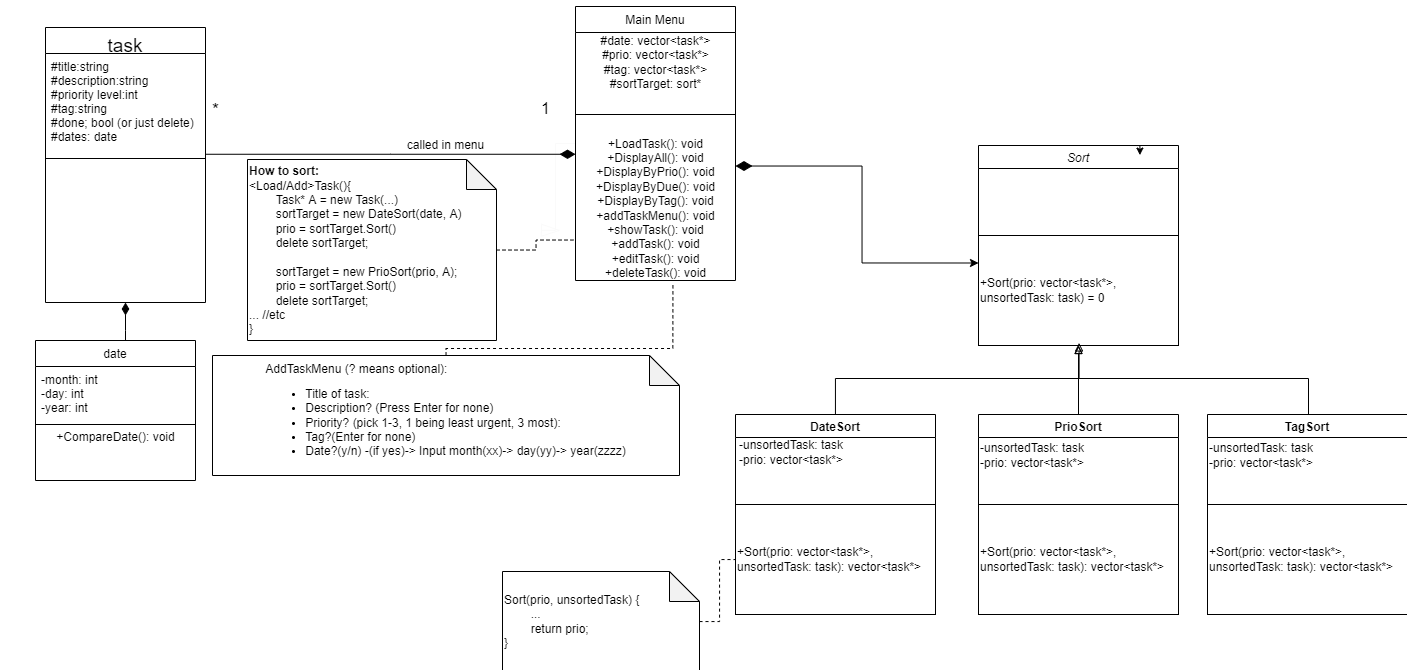 task
#title:string
#description:string
#priority level:int
#tag:string
#done; bool (or just delete)
#dates: date
*
1
called in menu
Main Menu
#date: vector<task*>
#prio: vector<task*>
#tag: vector<task*>
#sortTarget: sort*
+LoadTask(): void
+DisplayAll(): void
+DisplayByPrio(): void
+DisplayByDue(): void
+DisplayByTag(): void
+addTaskMenu(): void
+showTask(): void
+addTask(): void
+editTask(): void
+deleteTask(): void
How to sort:
<Load/Add>Task(){
Task* A = new Task(...)
sortTarget = new DateSort(date, A)
prio = sortTarget.Sort()
delete sortTarget;
sortTarget = new PrioSort(prio, A);
prio = sortTarget.Sort()
delete sortTarget;
... //etc
}
Sort
+Sort(prio: vector<task*>,
unsortedTask: task) = 0
date
-month: int
-day: int
-year: int
+CompareDate(): void
AddTaskMenu (? means optional):
• Title of task:
• Description? (Press Enter for none)
• Priority? (pick 1-3, 1 being least urgent, 3 most):
• Tag?(Enter for none)
• Date?(y/n) -(if yes)-> Input month(xx)-> day(yy)-> year(zzzz)
DateSort
-unsortedTask: task
-prio: vector<task*>
+Sort(prio: vector<task*>,
unsortedTask: task): vector<task*>
PrioSort
-unsortedTask: task
-prio: vector<task*>
+Sort(prio: vector<task*>,
unsortedTask: task): vector<task*>
TagSort
-unsortedTask: task
-prio: vector<task*>
+Sort(prio: vector<task*>,
unsortedTask: task): vector<task*>
Sort(prio, unsortedTask) {
...
return prio;
}